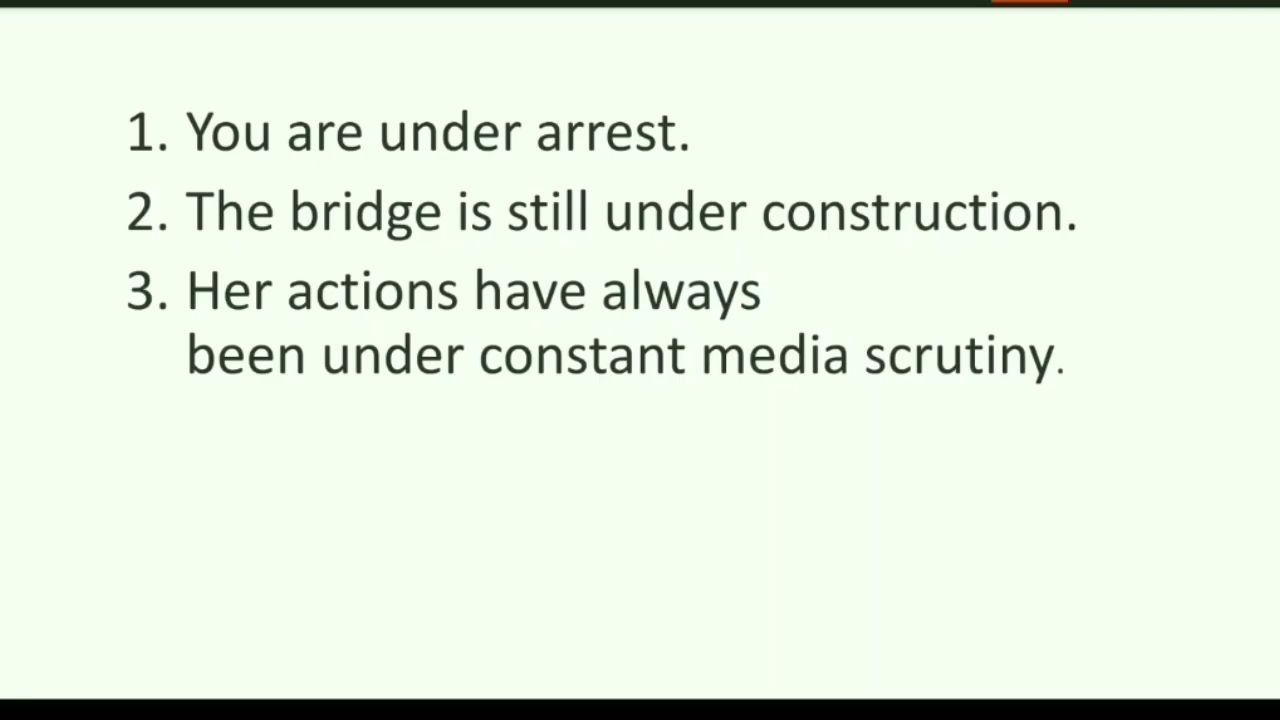 1. You are under arrest.
2. The bridge is still under construction.
3. Her actions have always
been under constant media scrutiny.